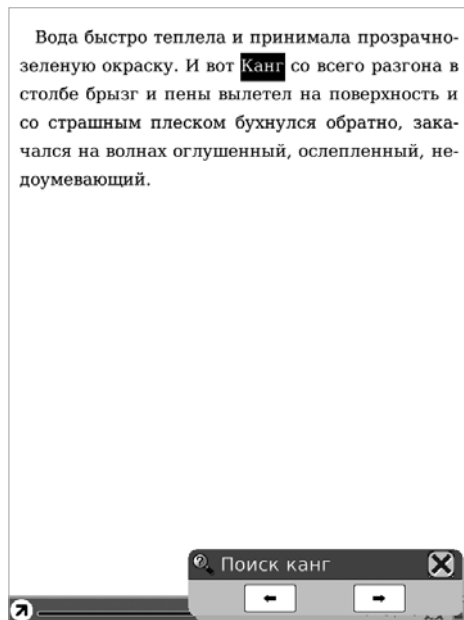 Вода быстро теплела и принимала прозрачно-
зеленую окраску. И вот Канг со всего разгона в
столбе брызг и пены вылетел на поверхность и
со страшным плеском бухнулся обратно, зака-
чался на волнах оглушенный, ослепленный, не-
доумевающий.
Поиск канг